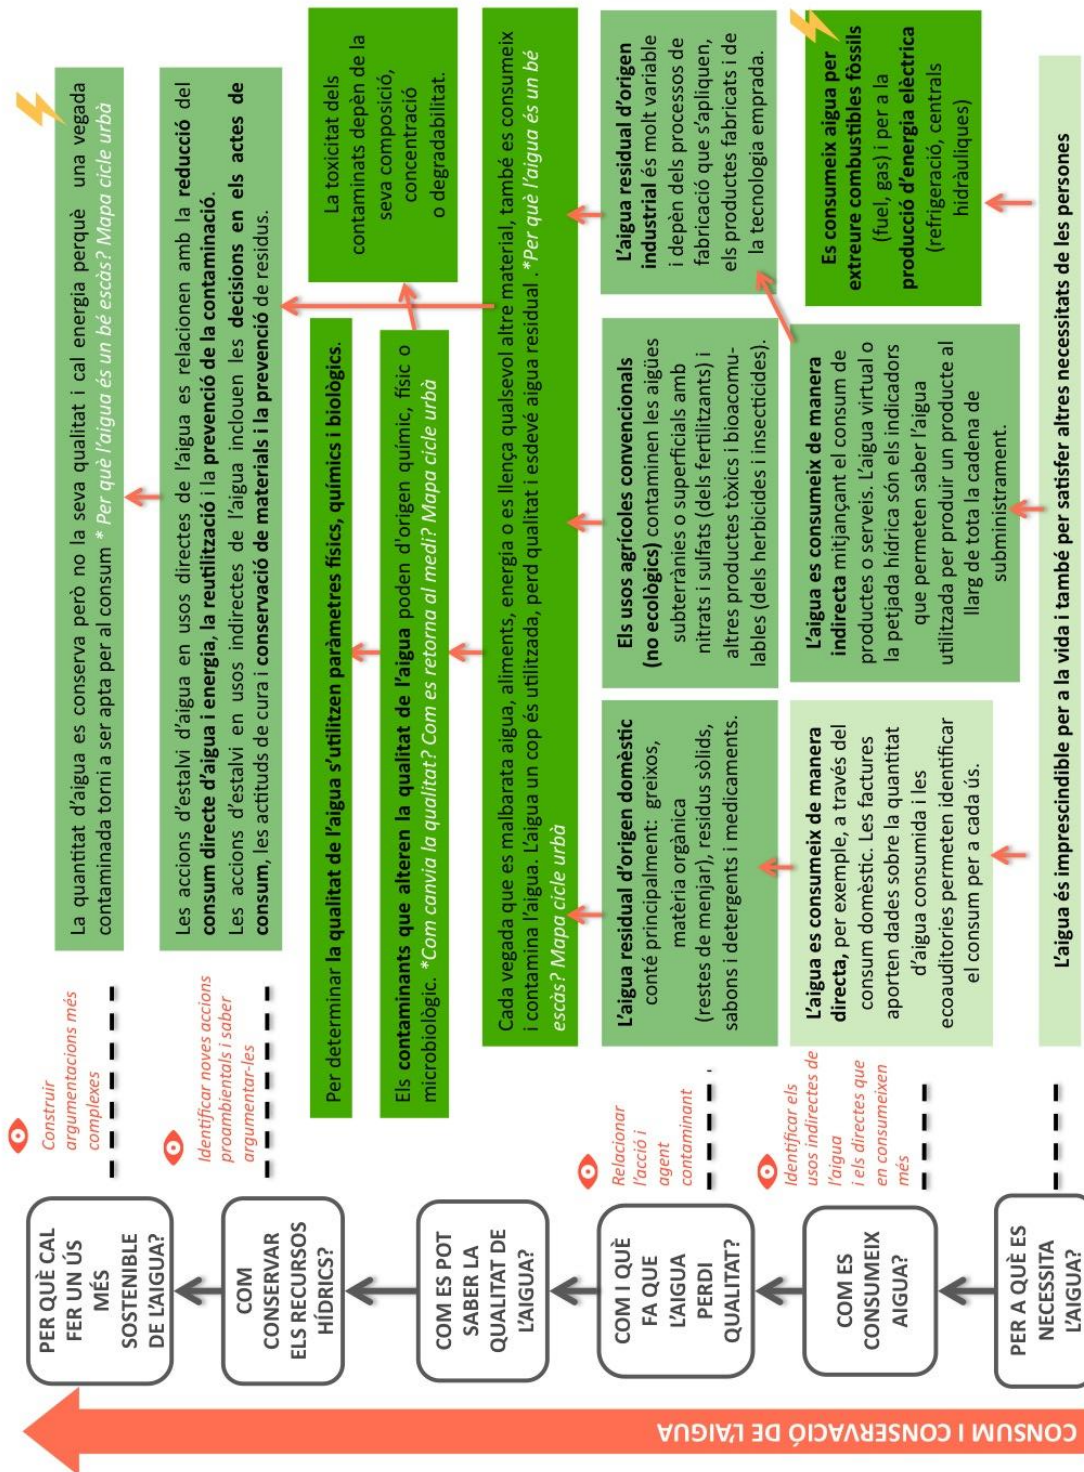 CONSUM I CONSERVACIÓ DE L'AIGUA
PER QUÈ CAL
FER UN ÚS
MÉS
SOSTENIBLE
DE L'AIGUA?
Construir
argumentacions més
complexes
La quantitat d'aigua es conserva però no la seva qualitat i cal energia perquè una vegada
contaminada torni a ser apta per al consum * Per què l'aigua és un bé escàs? Mapa cicle urbà
COM
CONSERVAR
ELS RECURSOS
HÍDRICS?
Identificar noves accions
proambientals i saber
argumentar-les
Les accions d'estalvi d'aigua en usos directes de l'aigua es relacionen amb la reducció del
consum directe d'aigua i energia, la reutilització i la prevenció de la contaminació.
Les accions d'estalvi en usos indirectes de l'aigua inclouen les decisions en els actes de
consum, les actituds de cura i conservació de materials i la prevenció de residus.
COM ES POT
SABER LA
QUALITAT DE
L'AIGUA?
Per determinar la qualitat de l'aigua s'utilitzen paràmetres físics, químics i biològics.
Els contaminants que alteren la qualitat de l'aigua poden d'origen químic, físic o
microbiològic. *Com canvia la qualitat? Com es retorna al medi? Mapa cicle urbà
La toxicitat dels
contaminats depèn de la
seva composició,
concentració
o degradabilitat.
Cada vegada que es malbarata aigua, aliments, energia o es llença qualsevol altre material, també es consumeix
i contamina l'aigua. L'aigua un cop és utilitzada, perd qualitat i esdevé aigua residual . *Per què l'aigua és un bé
escàs? Mapa cicle urbà
COM I QUÈ
FA QUE
L'AIGUA
PERDI
QUALITAT?
Relacionar
l'acció i
agent
contaminant
L'aigua residual d'origen domèstic
conté principalment: greixos,
matèria orgànica
(restes de menjar), residus sòlids,
sabons i detergents i medicaments.
Els usos agrícoles convencionals
(no ecològics) contaminen les aigües
subterrànies o superficials amb
nitrats i sulfats (dels fertilitzants) i
altres productes tòxics i bioacomu-
lables (dels herbicides i insecticides).
L'aigua residual d'origen
industrial és molt variable
i depèn dels processos de
fabricació que s'apliquen,
els productes fabricats i de
la tecnologia emprada.
COM ES
CONSUMEIX
AIGUA?
Identificar els
usos indirectes de
l'aigua
i els directes que
en consumeixen
més
L'aigua es consumeix de manera
directa, per exemple, a través del
consum domèstic. Les factures
aporten dades sobre la quantitat
d'aigua consumida i les
ecoauditories permeten identificar
el consum per a cada ús.
L'aigua es consumeix de manera
indirecta mitjançant el consum de
productes o serveis. L'aigua virtual o
la petjada hídrica són els indicadors
que permeten saber l'aigua
utilitzada per produir un producte al
llarg de tota la cadena de
subministrament.
Es consumeix aigua per
extreure combustibles fòssils
(fuel, gas) i per a la
producció d'energia elèctrica
(refrigeració, centrals
hidràuliques)
PER A QUÈ ES
NECESSITA
L'AIGUA?
L'aigua és imprescindible per a la vida i també per satisfer altres necessitats de les persones